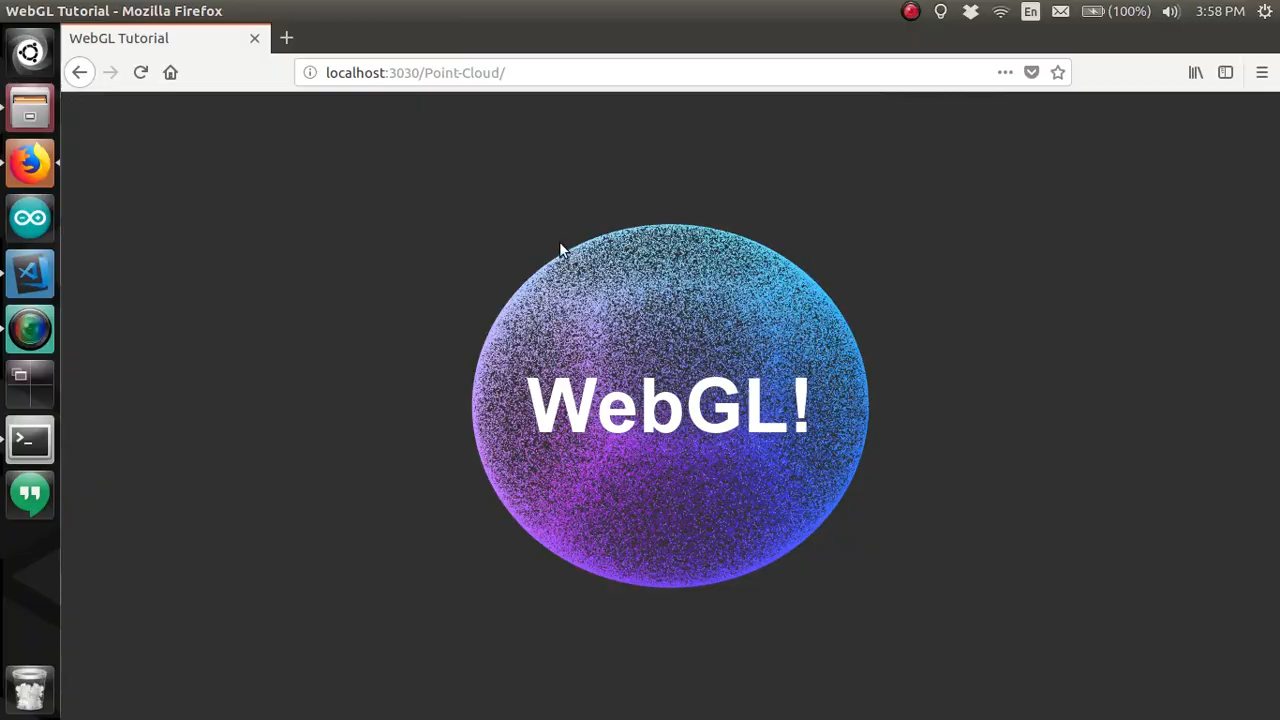 WebGL Tutorial - Mozilla Firefox
En
(100%)
3:58 PM
WebGL Tutorial
localhost:3030/Point-Cloud/
WebGL!